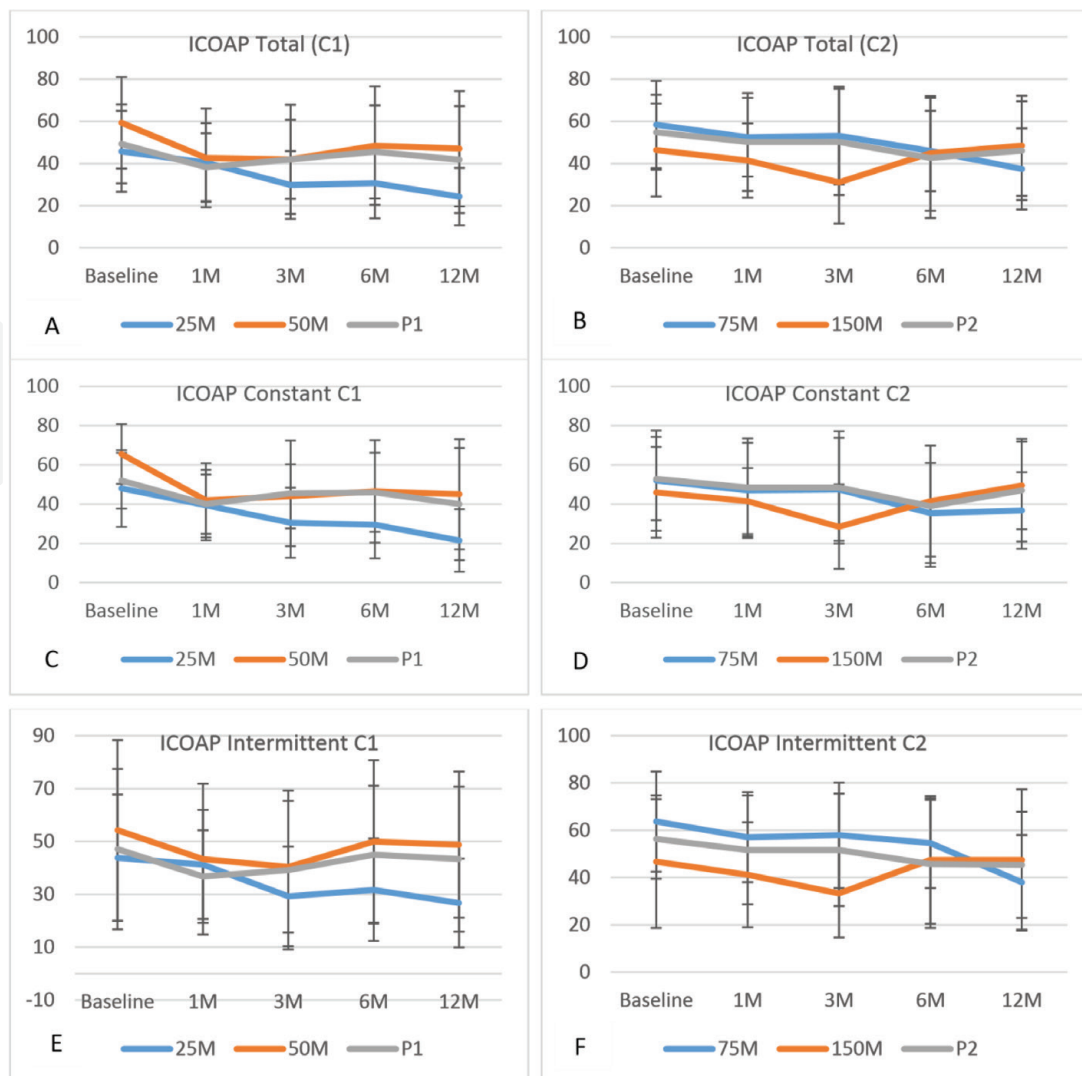 ICOAP Total (C1)
100
80
60
40
20
0
Baseline 1M 3M 6M 12M
A
25M 50M P1
ICOAP Total (C2)
100
80
60
40
20
0
Baseline 1M 3M 6M 12M
B
75M 150M P2
ICOAP Constant C1
100
80
60
40
20
0
Baseline 1M 3M 6M 12M
C
25M 50M P1
ICOAP Constant C2
100
80
60
40
20
0
Baseline 1M 3M 6M 12M
D
75M 150M P2
ICOAP Intermittent C1
90
70
50
30
10
-10
Baseline 1M 3M 6M 12M
E
25M 50M P1
ICOAP Intermittent C2
100
80
60
40
20
0
Baseline 1M 3M 6M 12M
F
75M 150M P2